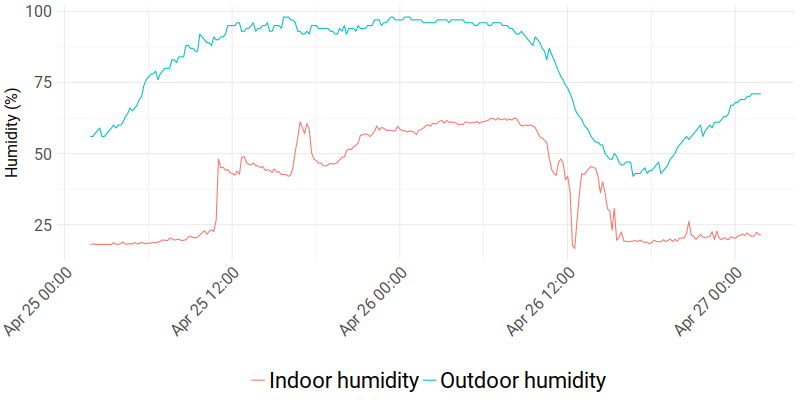 100
75
50
25
Humidity (%)
Apr 25 00:00
Apr 25 12:00
Apr 26 00:00
Apr 26 12:00
Apr 27 00:00
Indoor humidity Outdoor humidity